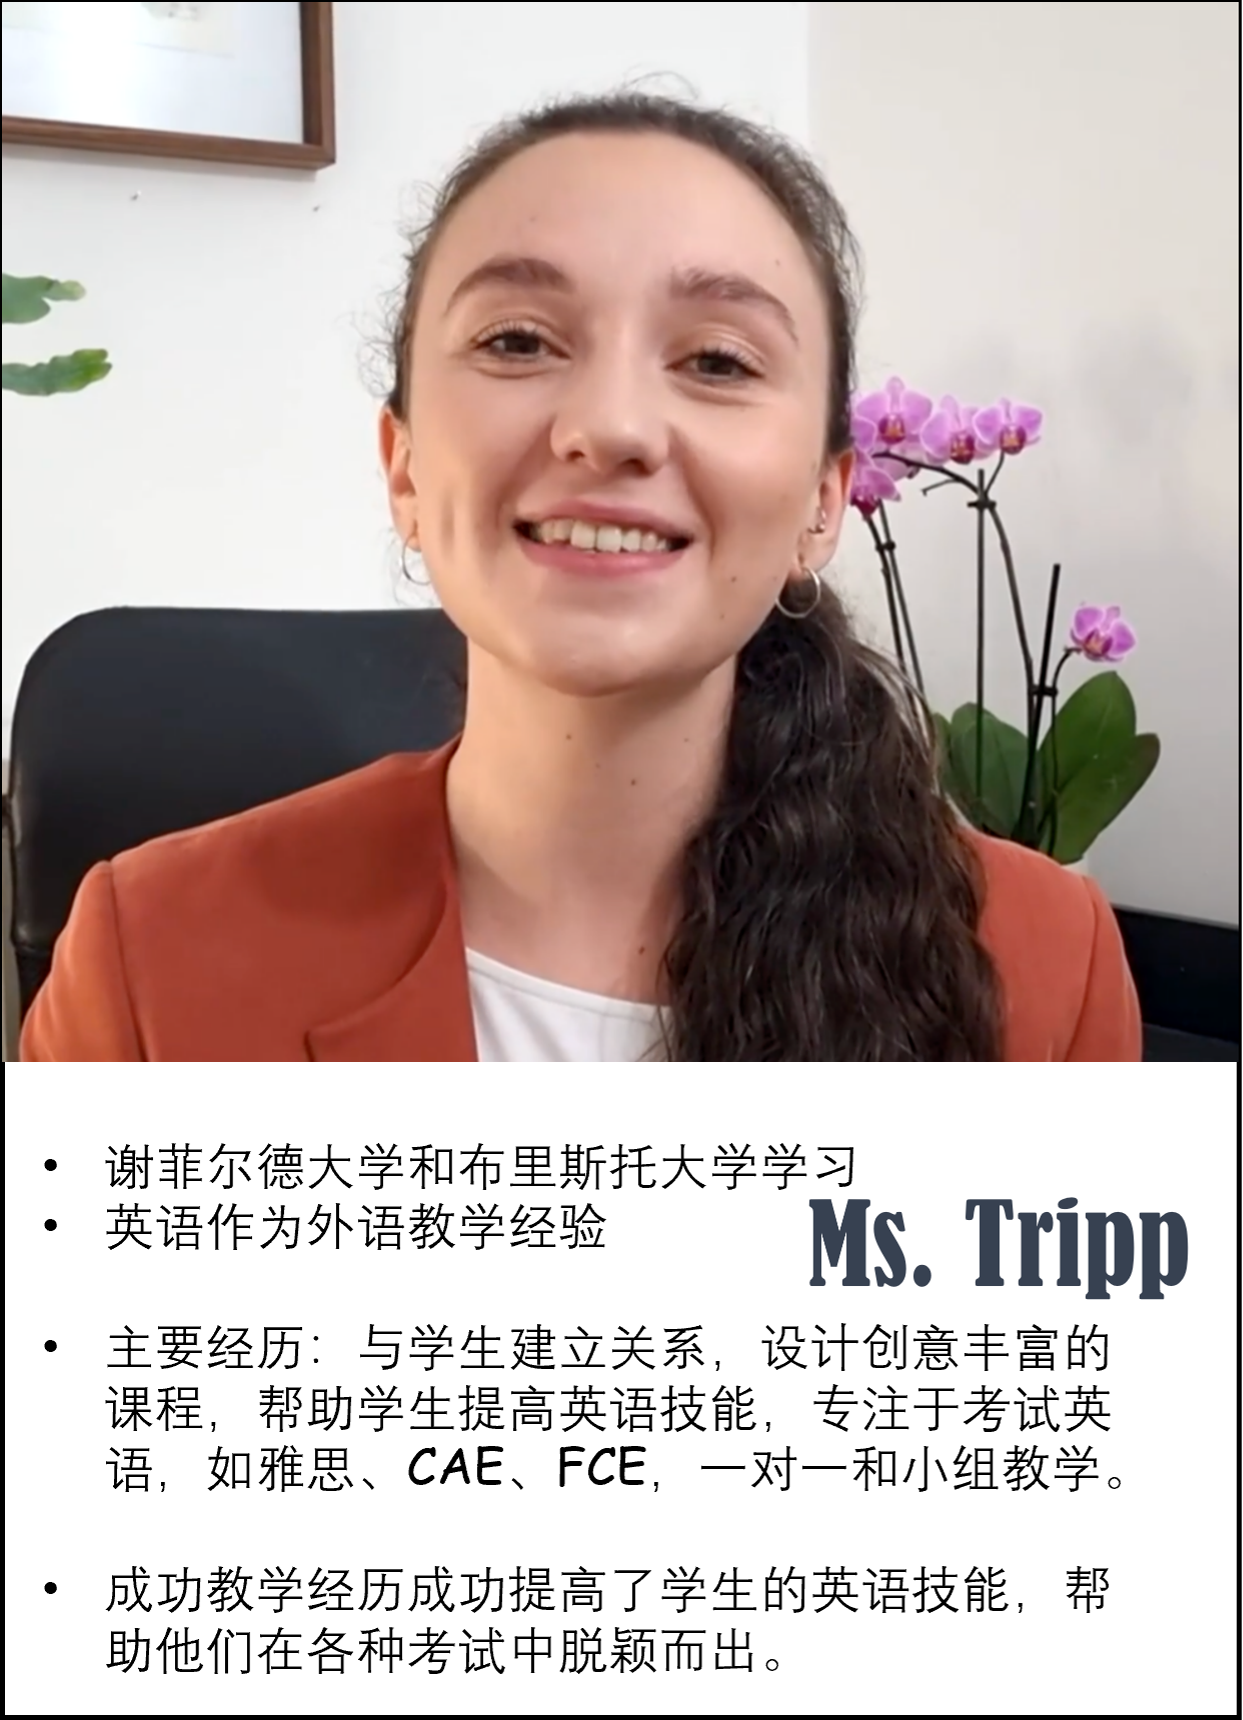 • 谢菲尔德大学和布里斯托大学学习
• 英语作为外语教学经验
Ms. Tripp
• 主要经历：与学生建立关系，设计创意丰富的
课程，帮助学生提高英语技能，专注于考试英
语，如雅思、CAE、FCE，一对一和小组教学。
• 成功教学经历成功提高了学生的英语技能，帮
助他们在各种考试中脱颖而出。